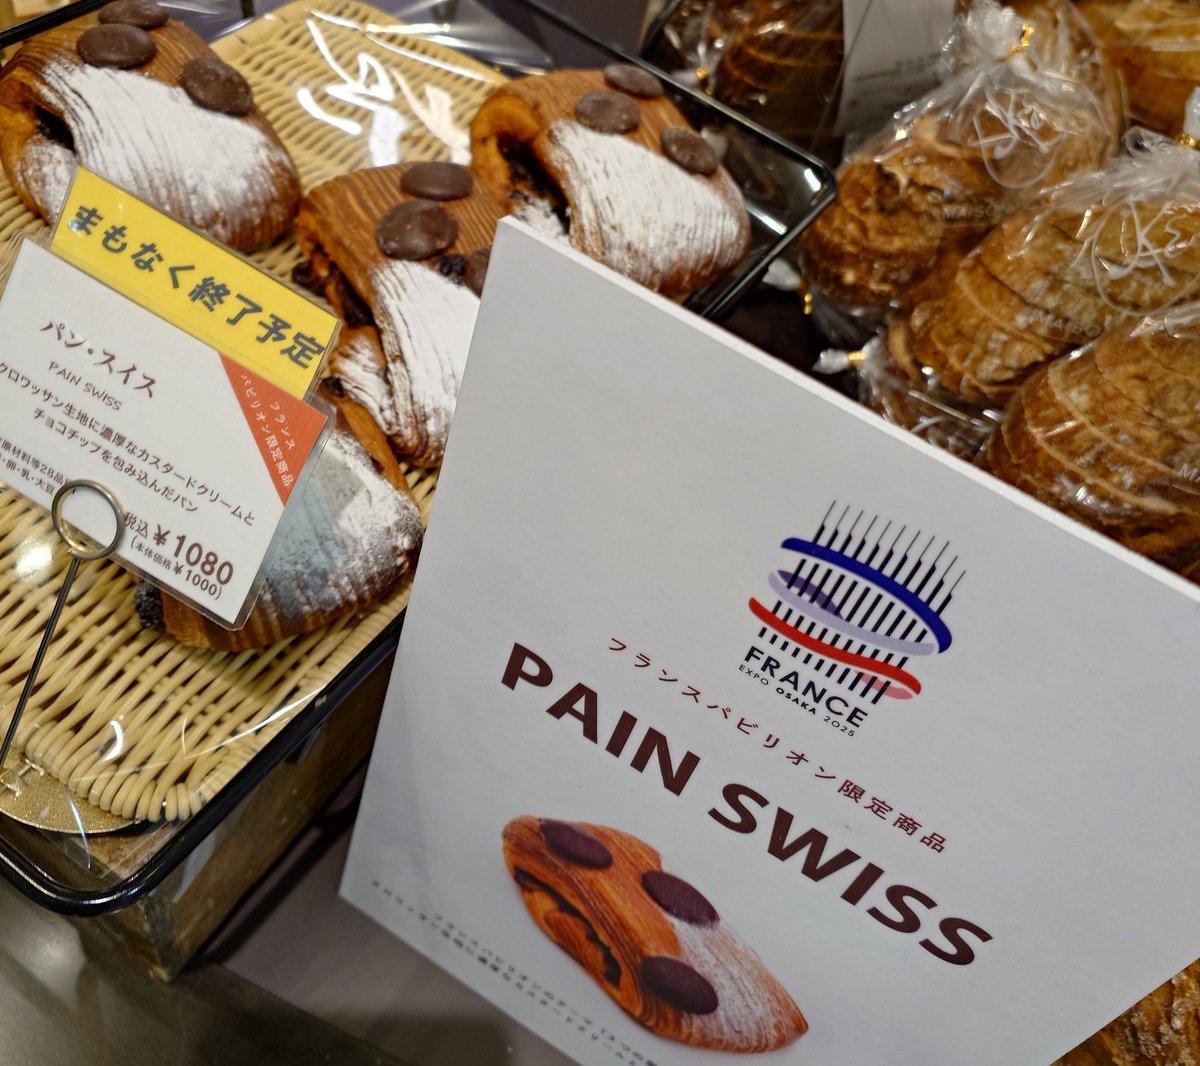 まもなく終了予定
パン・スイス
PAIN SWISS
フランス
パビリオン限定商品
クロワッサン生地に濃厚なカスタードクリームと
チョコチップを包み込んだパン
税込 ¥1080
(本体価格 ¥1000)
FRANCE
EXPO OSAKA 2025
フランスパビリオン限定商品
PAIN SWISS